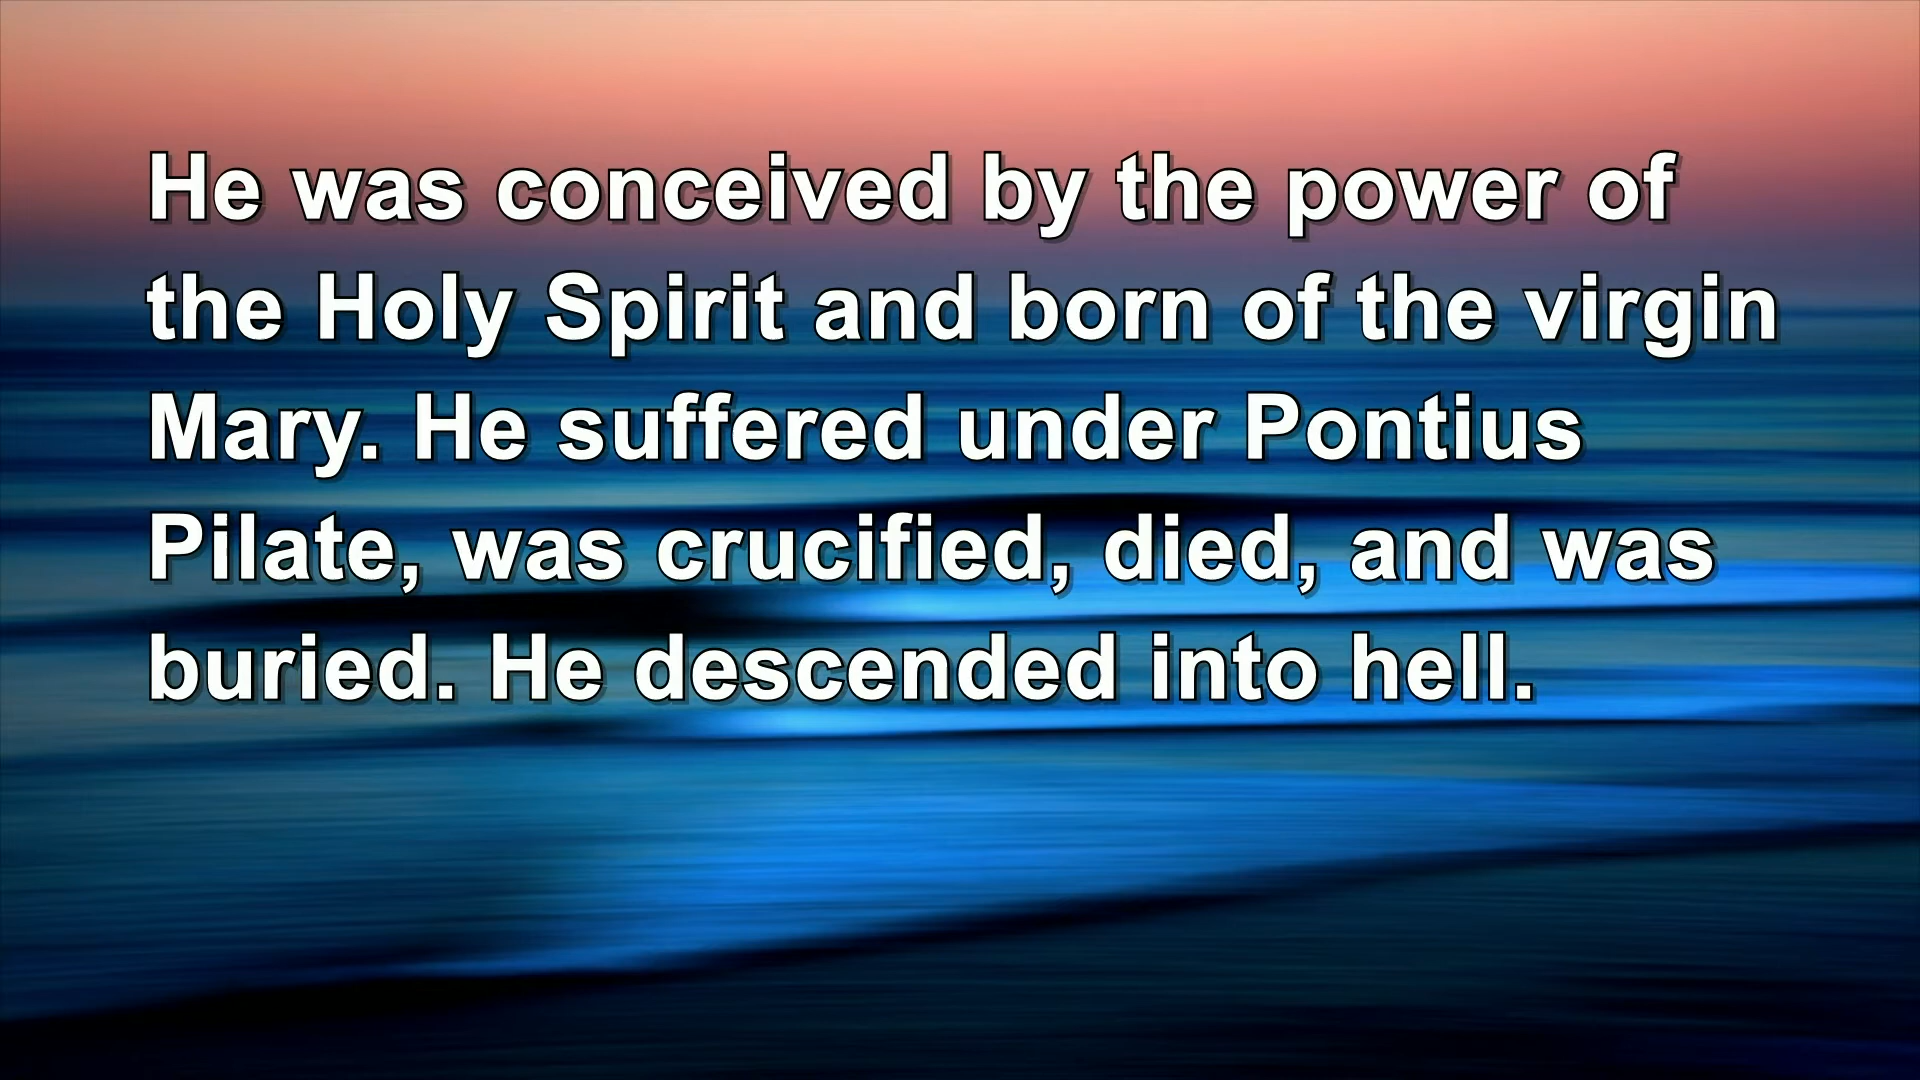 He was conceived by the power of
the Holy Spirit and born of the virgin
Mary. He suffered under Pontius
Pilate, was crucified, died, and was
buried. He descended into hell.